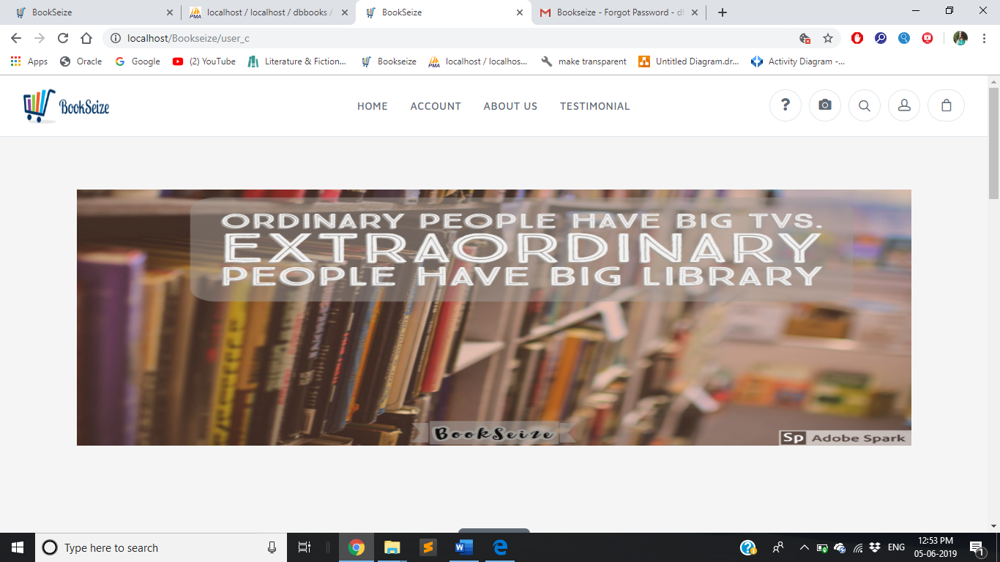 BookSeize
localhost / localhost / dbbooks /
BookSeize
Bookseize - Forgot Password - dh
localhost/Bookseize/user_c
Apps
Oracle
Google
(2) YouTube
Literature & Fiction...
Bookseize
localhost / localhos...
make transparent
Untitled Diagram.dr...
Activity Diagram -...
BookSeize
HOME
ACCOUNT
ABOUT US
TESTIMONIAL
ORDINARY PEOPLE HAVE BIG TVS.
EXTRAORDINARY
PEOPLE HAVE BIG LIBRARY
BookSeize
Sp Adobe Spark
Type here to search
ENG
12:53 PM
05-06-2019
1